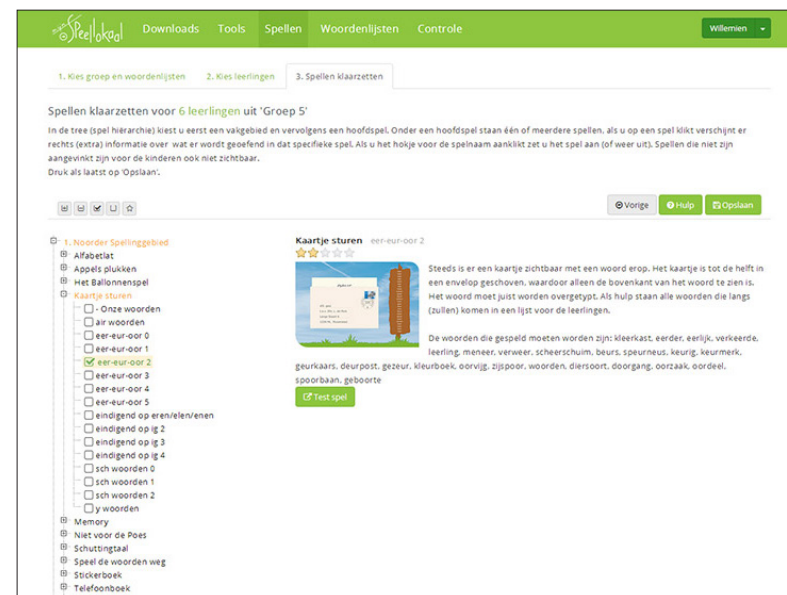 mijn Speellokaal Downloads Tools Spellen Woordenlijsten Controle Willemien
1. Kies groep en woordenlijsten 2. Kies leerlingen 3. Spellen klaarzetten
Spellen klaarzetten voor 6 leerlingen uit 'Groep 5'
In de tree (spel hiërarchie) kiest u eerst een vakgebied en vervolgens een hoofdspel. Onder een hoofdspel staan één of meerdere spellen, als u op een spel klikt verschijnt er
rechts (extra) informatie over wat er wordt geoefend in dat specifieke spel. Als u het hokje voor de spelnaam aanklikt zet u het spel aan (of weer uit). Spellen die niet zijn
aangevinkt zijn voor de kinderen ook niet zichtbaar.
Druk als laatst op 'Opslaan'.
Vorige Hulp Opslaan
1. Noorder Spellinggebied
Alfabetlat
Appels plukken
Het Ballonnenspel
Kaartje sturen
- Onze woorden
air woorden
eer-eur-oor 0
eer-eur-oor 1
eer-eur-oor 2
eer-eur-oor 3
eer-eur-oor 4
eer-eur-oor 5
eindigend op eren/elen/enen
eindigend op ig 2
eindigend op ig 3
eindigend op ig 4
sch woorden 0
sch woorden 1
sch woorden 2
y woorden
Memory
Niet voor de Poes
Schuttingtaal
Speel de woorden weg
Stickerboek
Telefoonboek
Kaartje sturen eer-eur-oor 2
Steeds is er een kaartje zichtbaar met een woord erop. Het kaartje is tot de helft in
een envelop geschoven, waardoor alleen de bovenkant van het woord te zien is.
Het woord moet juist worden overgetypt. Als hulp staan alle woorden die langs
(zullen) komen in een lijst voor de leerlingen.
De woorden die gespeld moeten worden zijn: kleerkast, eerder, eerlijk, verkeerde,
leerling, meneer, verweer, scheerschuim, beurs, speurneus, keurig, keurmerk,
geurkaars, deurpost, gezeur, kleurboek, oorvijg, zijspoor, woorden, diersoort, doorgang, oorzaak, oordeel,
spoorbaan, geboorte
Test spel